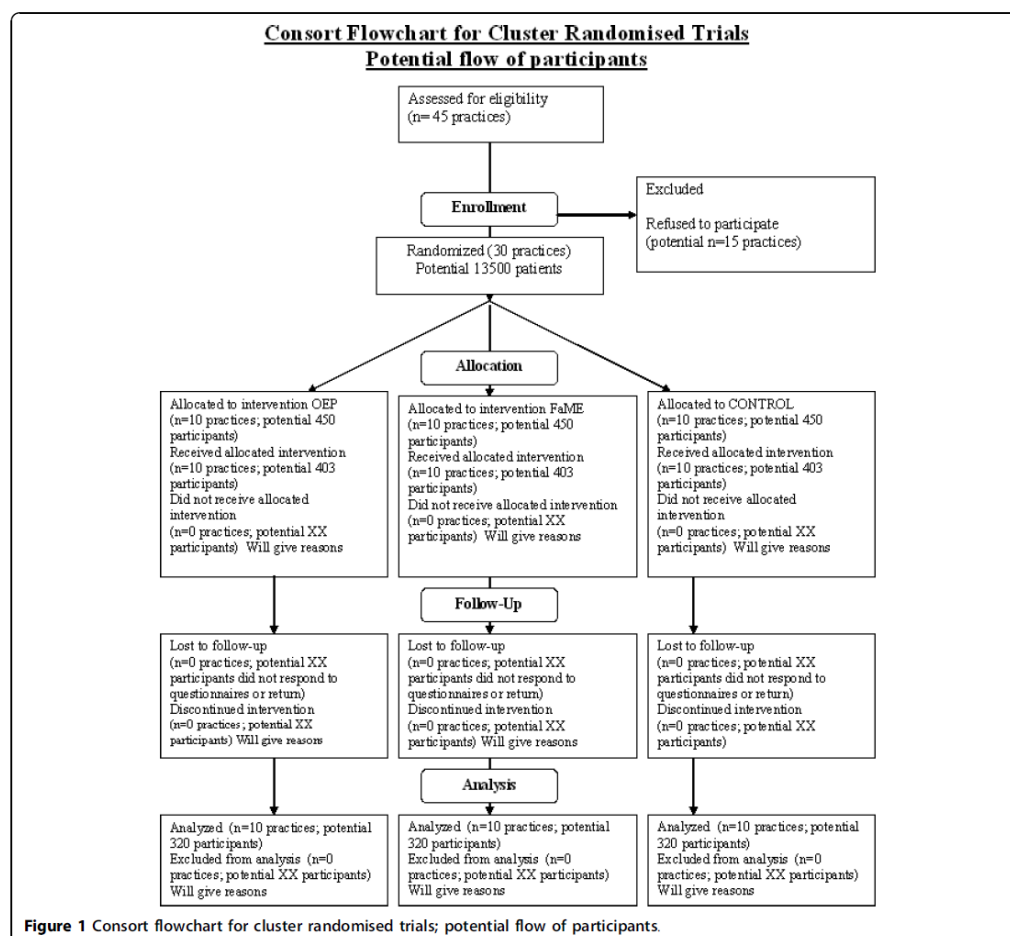 Consort Flowchart for Cluster Randomised Trials
Potential flow of participants
Assessed for eligibility
(n= 45 practices)
Enrollment
Excluded
Refused to participate
(potential n=15 practices)
Randomized (30 practices)
Potential 13500 patients
Allocation
Allocated to intervention OEP
(n=10 practices; potential 450
participants)
Received allocated intervention
(n=10 practices; potential 403
participants)
Did not receive allocated
intervention
(n=0 practices; potential XX
participants) Will give reasons
Allocated to intervention FaME
(n=10 practices; potential 450
participants)
Received allocated intervention
(n=10 practices; potential 403
participants)
Did not receive allocated intervention
(n=0 practices; potential XX
participants) Will give reasons
Allocated to CONTROL
(n=10 practices; potential 450
participants)
Received allocated intervention
(n=10 practices; potential 403
participants)
Did not receive allocated
intervention
(n=0 practices; potential XX
participants) Will give reasons
Follow-Up
Lost to follow-up
(n=0 practices; potential XX
participants did not respond to
questionnaires or return)
Discontinued intervention
(n=0 practices; potential XX
participants) Will give reasons
Lost to follow-up
(n=0 practices; potential XX
participants did not respond to
questionnaires or return)
Discontinued intervention
(n=0 practices; potential XX
participants) Will give reasons
Lost to follow-up
(n=0 practices; potential XX
participants did not respond to
questionnaires or return)
Discontinued intervention
(n=0 practices; potential XX
participants)
Analysis
Analyzed (n=10 practices; potential
320 participants)
Excluded from analysis (n=0
practices; potential XX participants)
Will give reasons
Analyzed (n=10 practices; potential
320 participants)
Excluded from analysis (n=0
practices; potential XX participants)
Will give reasons
Analyzed (n=10 practices; potential
320 participants)
Excluded from analysis (n=0
practices; potential XX participants)
Will give reasons
Figure 1 Consort flowchart for cluster randomised trials; potential flow of participants.